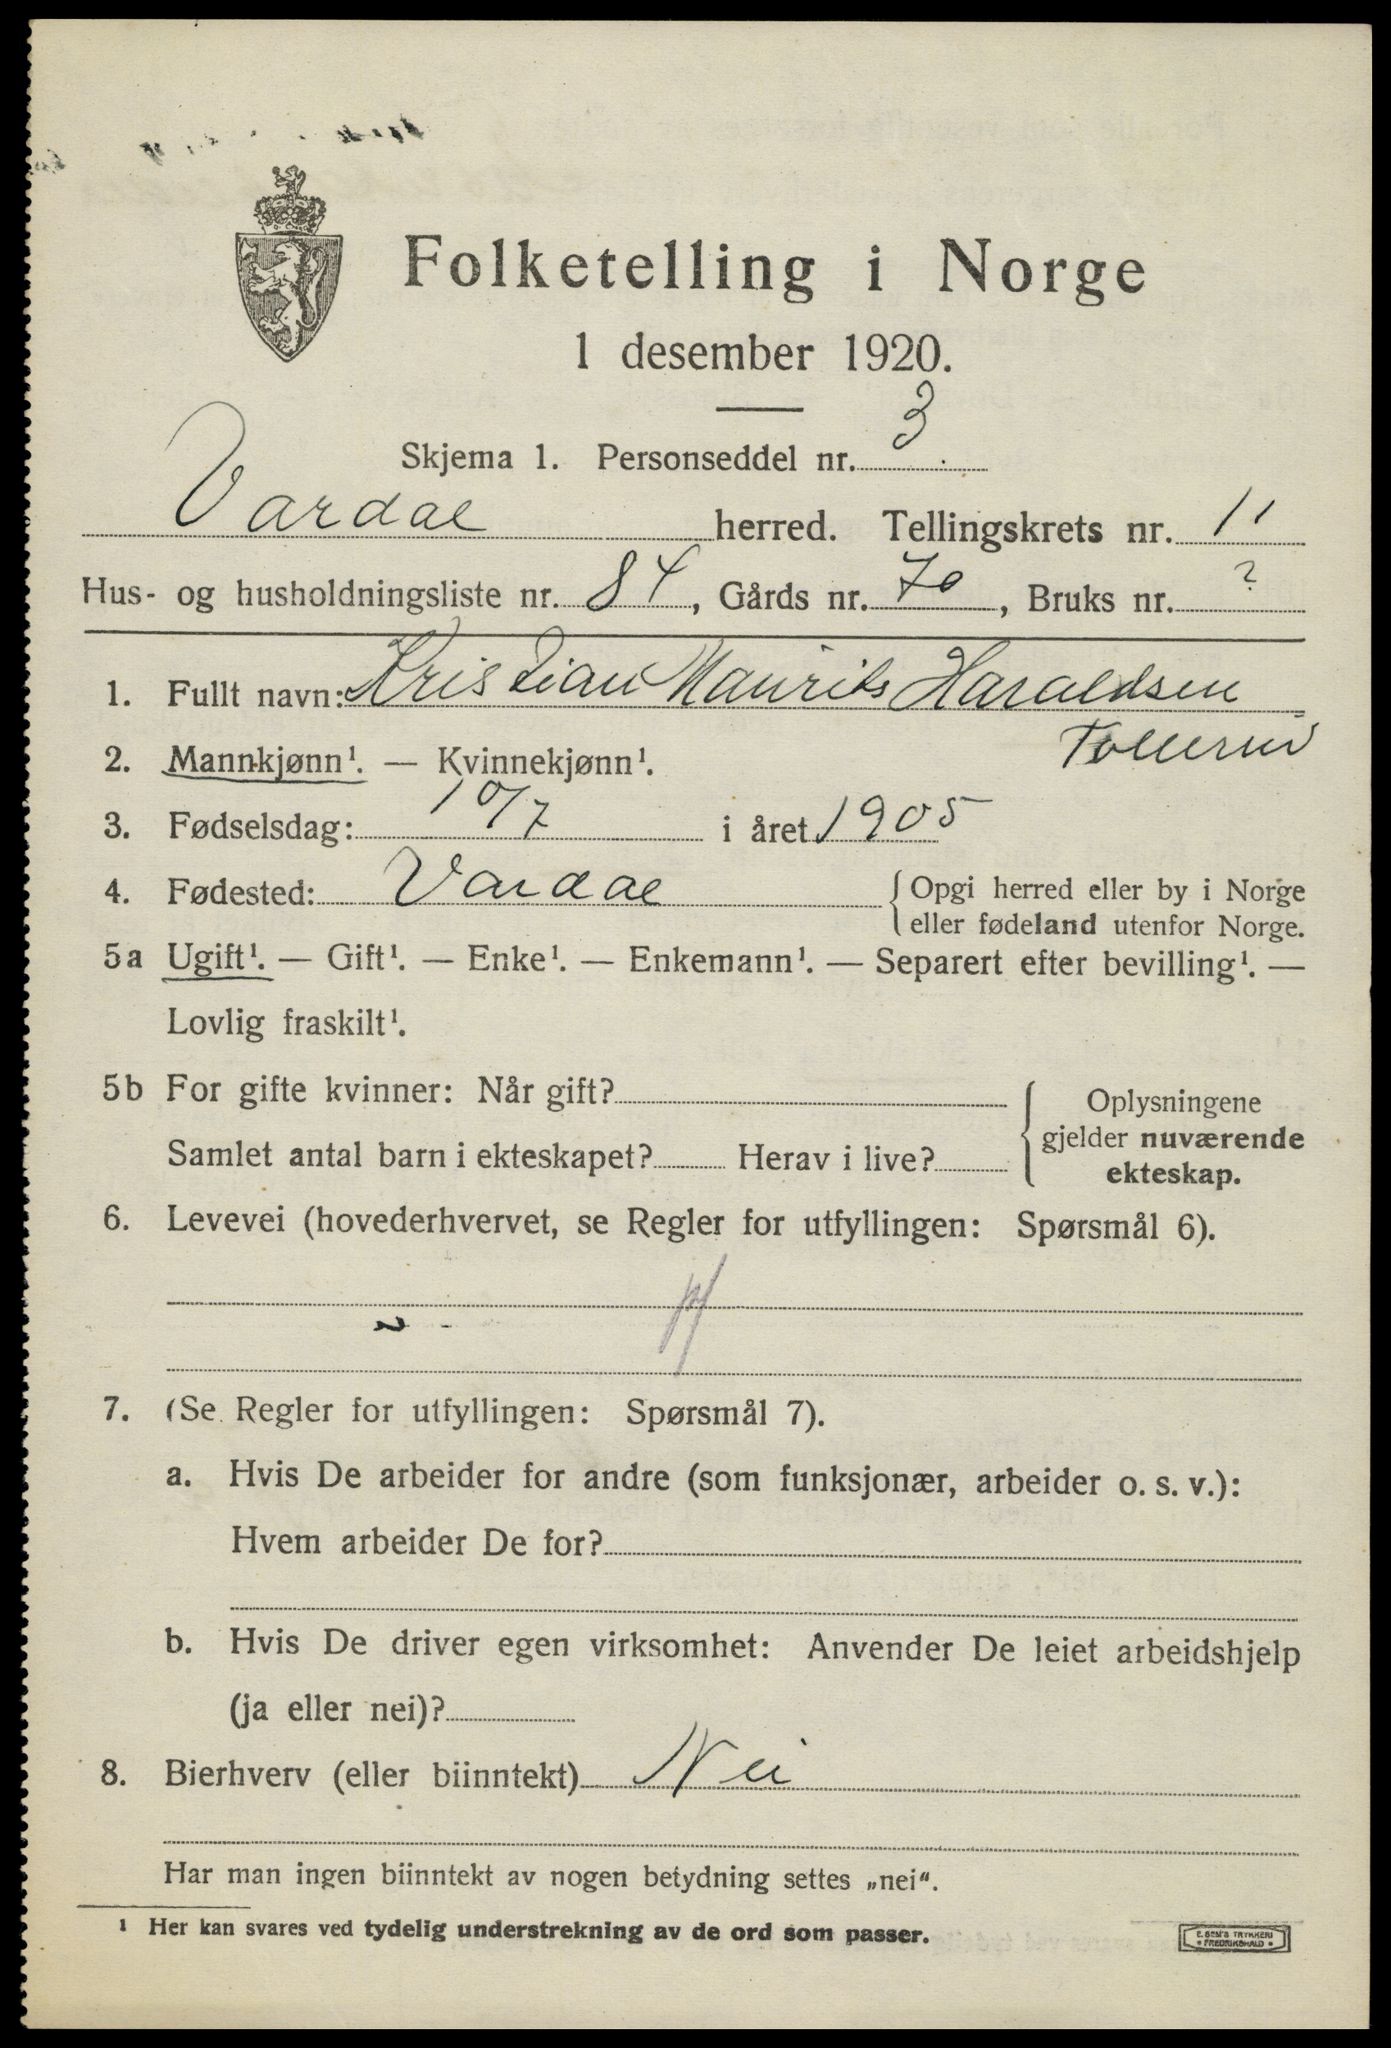 Folketelling i Norge
1 desember 1920.
Skjema 1. Personseddel nr. 3
Vardal herred. Tellingskrets nr. 11
Hus- og husholdningsliste nr. 84, Gårds nr. 70, Bruks nr. ?
1. Fullt navn: Kristian Maurits Haraldsen
Tollerud
2. Mannkjønn¹. — Kvinnekjønn¹.
3. Fødselsdag: 10/7 i året 1905
4. Fødested: Vardal { Opgi herred eller by i Norge
eller fødeland utenfor Norge.
5a Ugift¹. — Gift¹. — Enke¹. — Enkemann¹. — Separert efter bevilling¹. —
Lovlig fraskilt¹.
5b For gifte kvinner: Når gift?
Samlet antal barn i ekteskapet? Herav i live?
Oplysningene
gjelder nuværende
ekteskap.
6. Levevei (hovederhvervet, se Regler for utfyllingen: Spørsmål 6).
7. (Se Regler for utfyllingen: Spørsmål 7).
a. Hvis De arbeider for andre (som funksjonær, arbeider o. s. v.):
Hvem arbeider De for?
b. Hvis De driver egen virksomhet: Anvender De leiet arbeidshjelp
(ja eller nei)?
8. Bierhverv (eller biinntekt) Nei
Har man ingen biinntekt av nogen betydning settes „nei“.
¹ Her kan svares ved tydelig understrekning av de ord som passer.
E. SEM'S TRYKKERI
• FREDRIKSHALD •